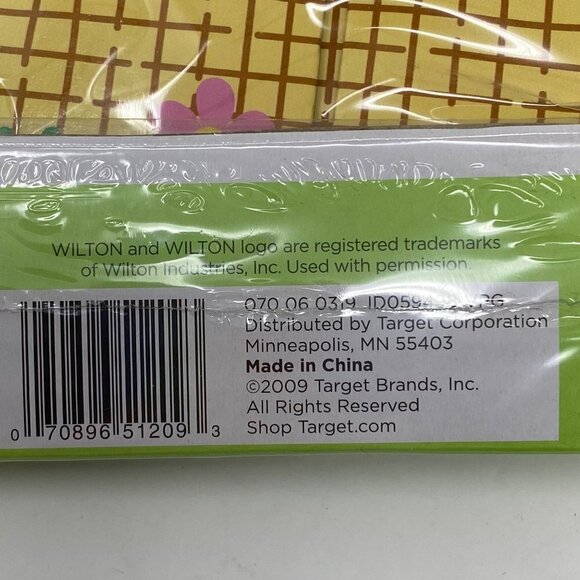 WILTON and WILTON logo are registered trademarks
of Wilton Industries, Inc. Used with permission.
070 06 0319
Distributed by Target Corporation
Minneapolis, MN 55403
Made in China
©2009 Target Brands, Inc.
All Rights Reserved
Shop Target.com
0 70896 51209 3